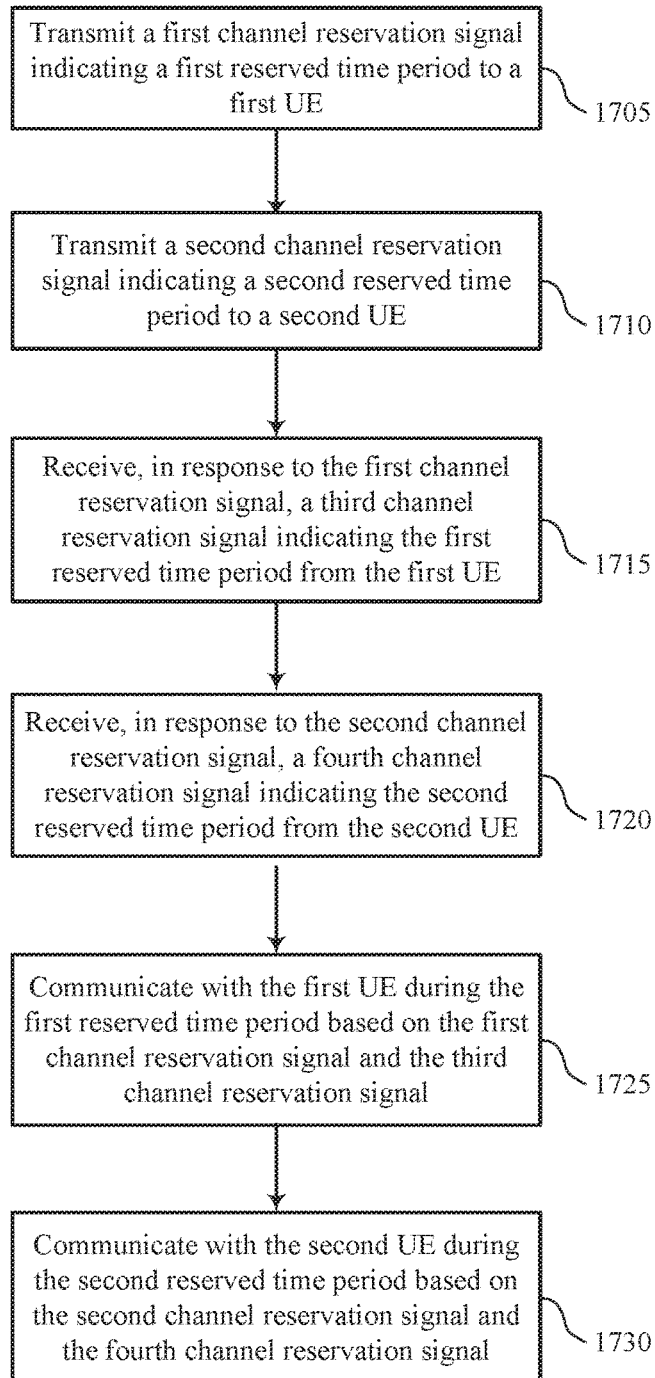 Transmit a first channel reservation signal
indicating a first reserved time period to a
first UE
1705
Transmit a second channel reservation
signal indicating a second reserved time
period to a second UE
1710
Receive, in response to the first channel
reservation signal, a third channel
reservation signal indicating the first
reserved time period from the first UE
1715
Receive, in response to the second channel
reservation signal, a fourth channel
reservation signal indicating the second
reserved time period from the second UE
1720
Communicate with the first UE during the
first reserved time period based on the first
channel reservation signal and the third
channel reservation signal
1725
Communicate with the second UE during
the second reserved time period based on
the second channel reservation signal and
the fourth channel reservation signal
1730